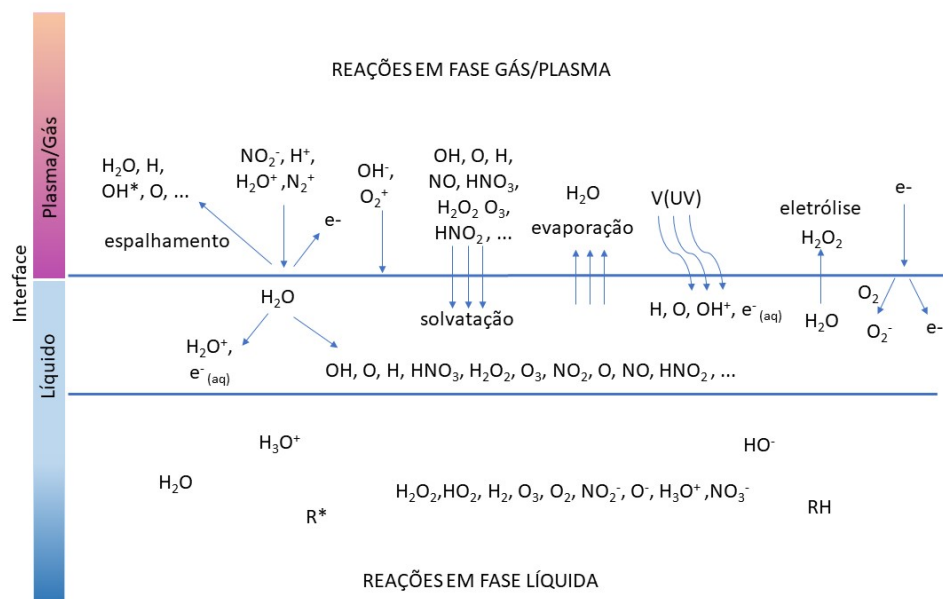 REAÇÕES EM FASE GÁS/PLASMA
Plasma/Gás
Interface
Líquido
H₂O, H,
OH*, O, ...
espalhamento
NO₂⁻, H⁺,
H₂O⁺ ,N₂⁺
e-
OH⁻,
O₂⁺
OH, O, H,
NO, HNO₃,
H₂O₂ O₃,
HNO₂ , ...
H₂O
evaporação
V(UV)
eletrólise
H₂O₂
e-
H₂O
H₂O⁺,
e⁻ (aq)
solvatação
H, O, OH⁺, e⁻ (aq)
H₂O
O₂
O₂⁻
e-
OH, O, H, HNO₃, H₂O₂, O₃, NO₂, O, NO, HNO₂ , ...
H₃O⁺
HO⁻
H₂O
H₂O₂,HO₂, H₂, O₃, O₂, NO₂⁻, O⁻, H₃O⁺ ,NO₃⁻
R*
RH
REAÇÕES EM FASE LÍQUIDA